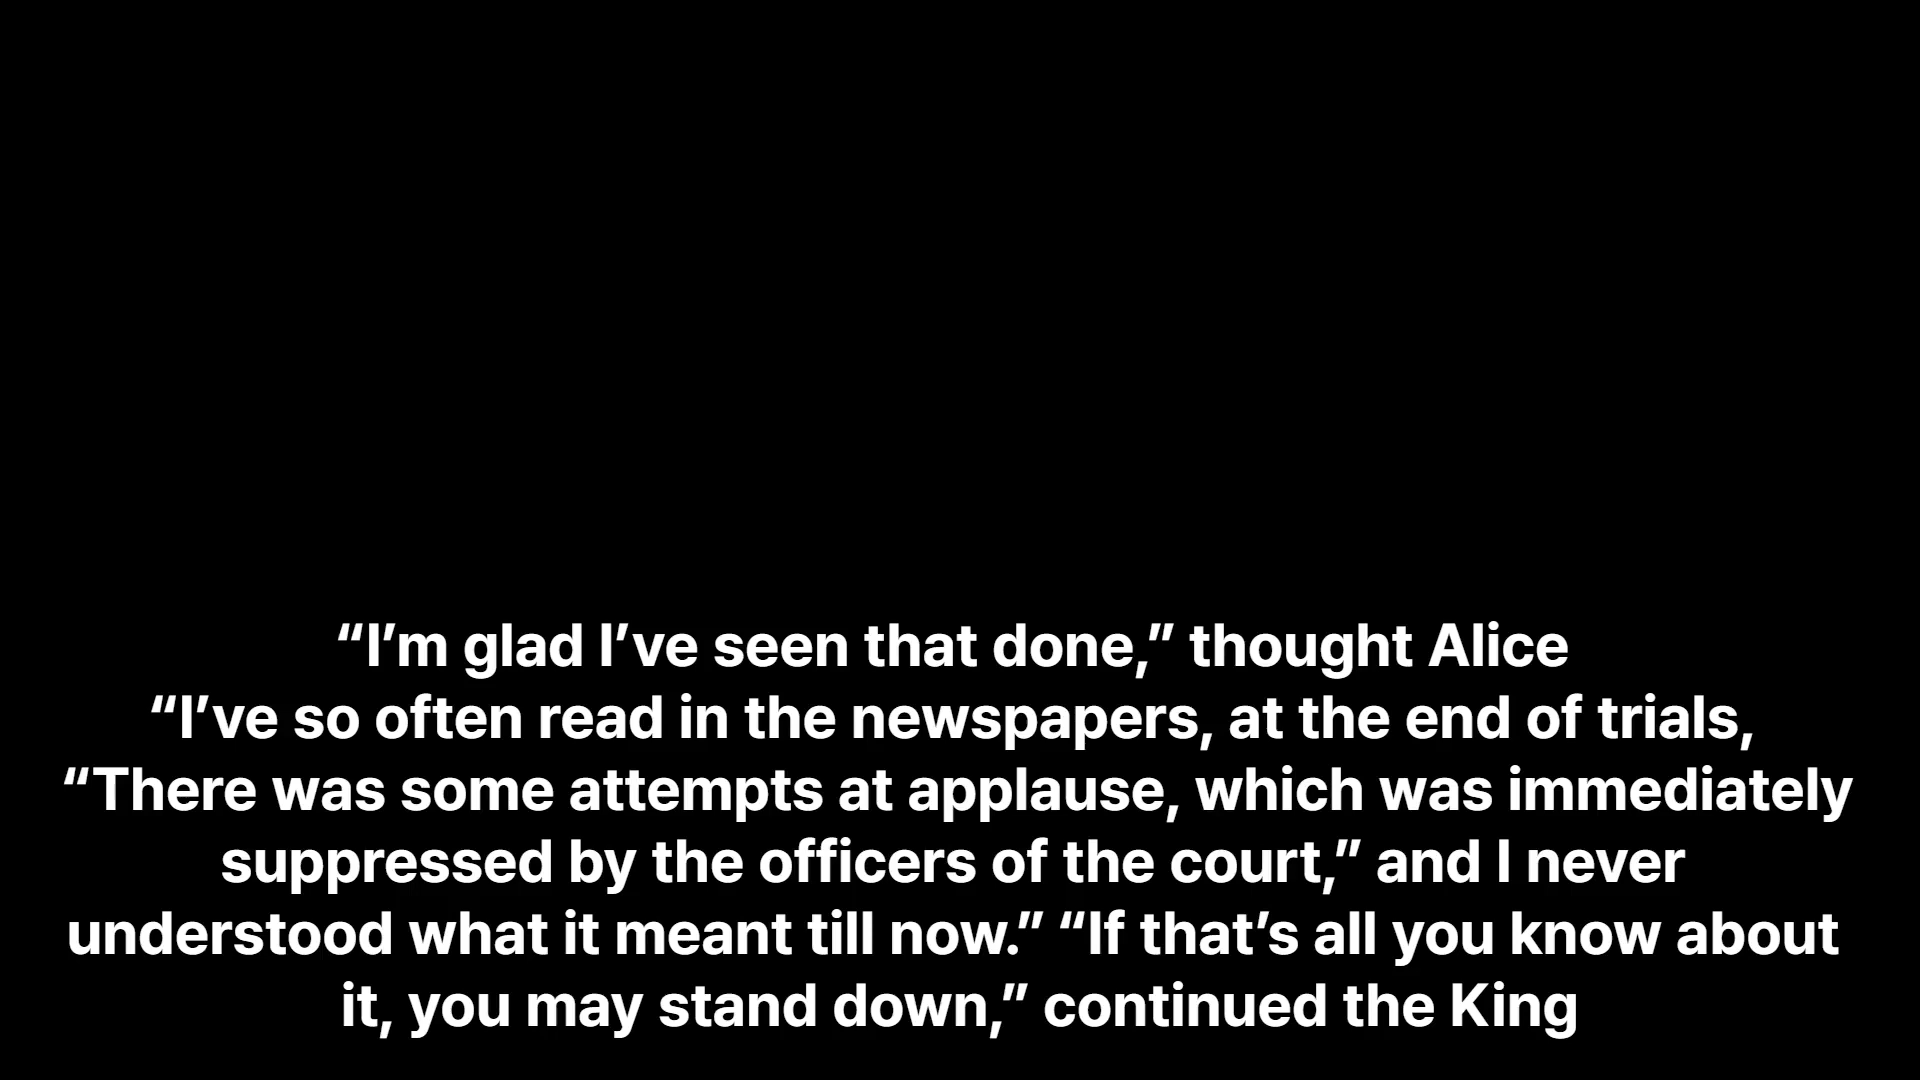 “I’m glad I’ve seen that done,” thought Alice
“I’ve so often read in the newspapers, at the end of trials,
“There was some attempts at applause, which was immediately
suppressed by the officers of the court,” and I never
understood what it meant till now.” “If that’s all you know about
it, you may stand down,” continued the King